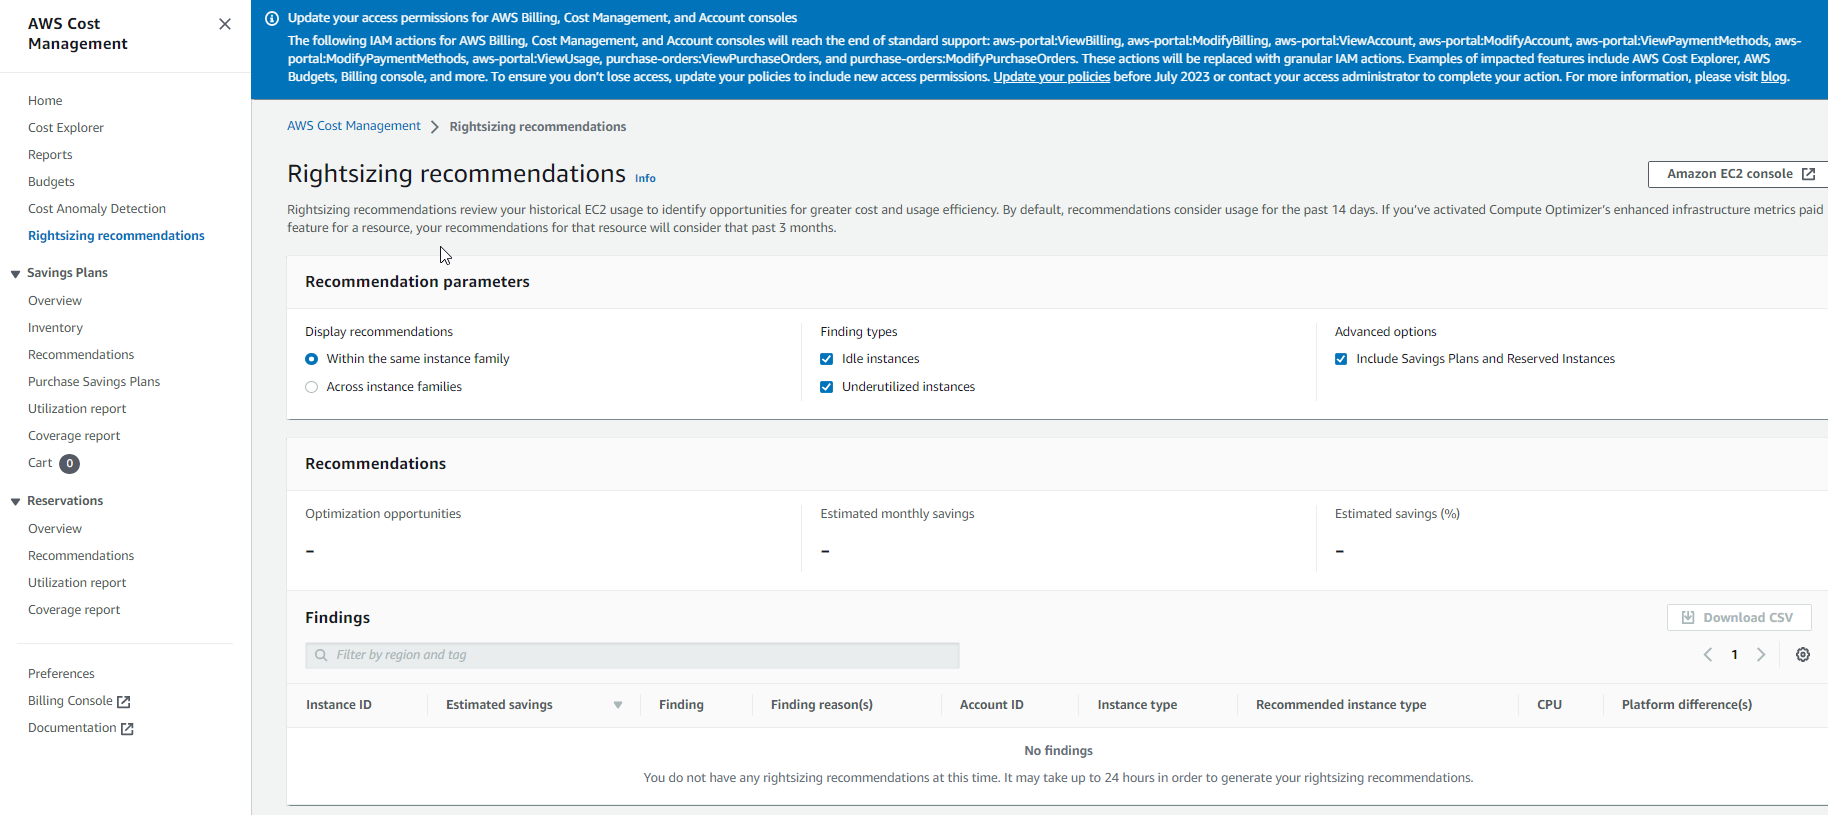 AWS Cost
Management
Home
Cost Explorer
Reports
Budgets
Cost Anomaly Detection
Rightsizing recommendations
Savings Plans
Overview
Inventory
Recommendations
Purchase Savings Plans
Utilization report
Coverage report
Cart 0
Reservations
Overview
Recommendations
Utilization report
Coverage report
Preferences
Billing Console
Documentation
Update your access permissions for AWS Billing, Cost Management, and Account consoles
The following IAM actions for AWS Billing, Cost Management, and Account consoles will reach the end of standard support: aws-portal:ViewBilling, aws-portal:ModifyBilling, aws-portal:ViewAccount, aws-portal:ModifyAccount, aws-portal:ViewPaymentMethods, aws-
portal:ModifyPaymentMethods, aws-portal:ViewUsage, purchase-orders:ViewPurchaseOrders, and purchase-orders:ModifyPurchaseOrders. These actions will be replaced with granular IAM actions. Examples of impacted features include AWS Cost Explorer, AWS
Budgets, Billing console, and more. To ensure you don't lose access, update your policies to include new access permissions. Update your policies before July 2023 or contact your access administrator to complete your action. For more information, please visit blog.
AWS Cost Management > Rightsizing recommendations
Rightsizing recommendations Info
Amazon EC2 console
Rightsizing recommendations review your historical EC2 usage to identify opportunities for greater cost and usage efficiency. By default, recommendations consider usage for the past 14 days. If you've activated Compute Optimizer's enhanced infrastructure metrics paid
feature for a resource, your recommendations for that resource will consider that past 3 months.
Recommendation parameters
Display recommendations
Within the same instance family
Across instance families
Finding types
Idle instances
Underutilized instances
Advanced options
Include Savings Plans and Reserved Instances
Recommendations
Optimization opportunities
–
Estimated monthly savings
–
Estimated savings (%)
–
Findings
Download CSV
Filter by region and tag
1
Instance ID Estimated savings Finding Finding reason(s) Account ID Instance type Recommended instance type CPU Platform difference(s)
No findings
You do not have any rightsizing recommendations at this time. It may take up to 24 hours in order to generate your rightsizing recommendations.